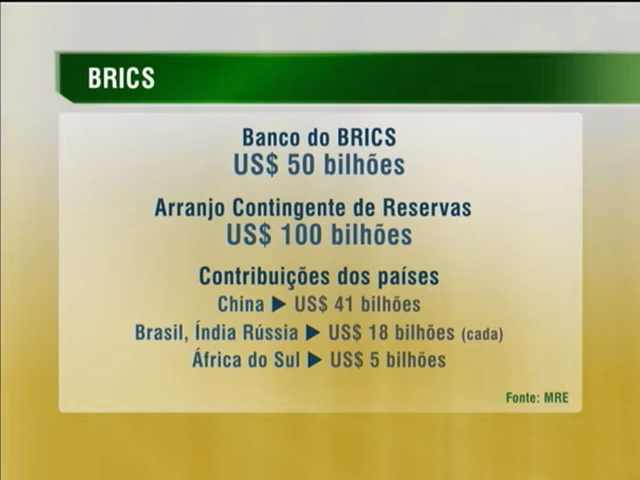 BRICS
Banco do BRICS
US$ 50 bilhões
Arranjo Contingente de Reservas
US$ 100 bilhões
Contribuições dos países
China ▶ US$ 41 bilhões
Brasil, Índia Rússia ▶ US$ 18 bilhões (cada)
África do Sul ▶ US$ 5 bilhões
Fonte: MRE